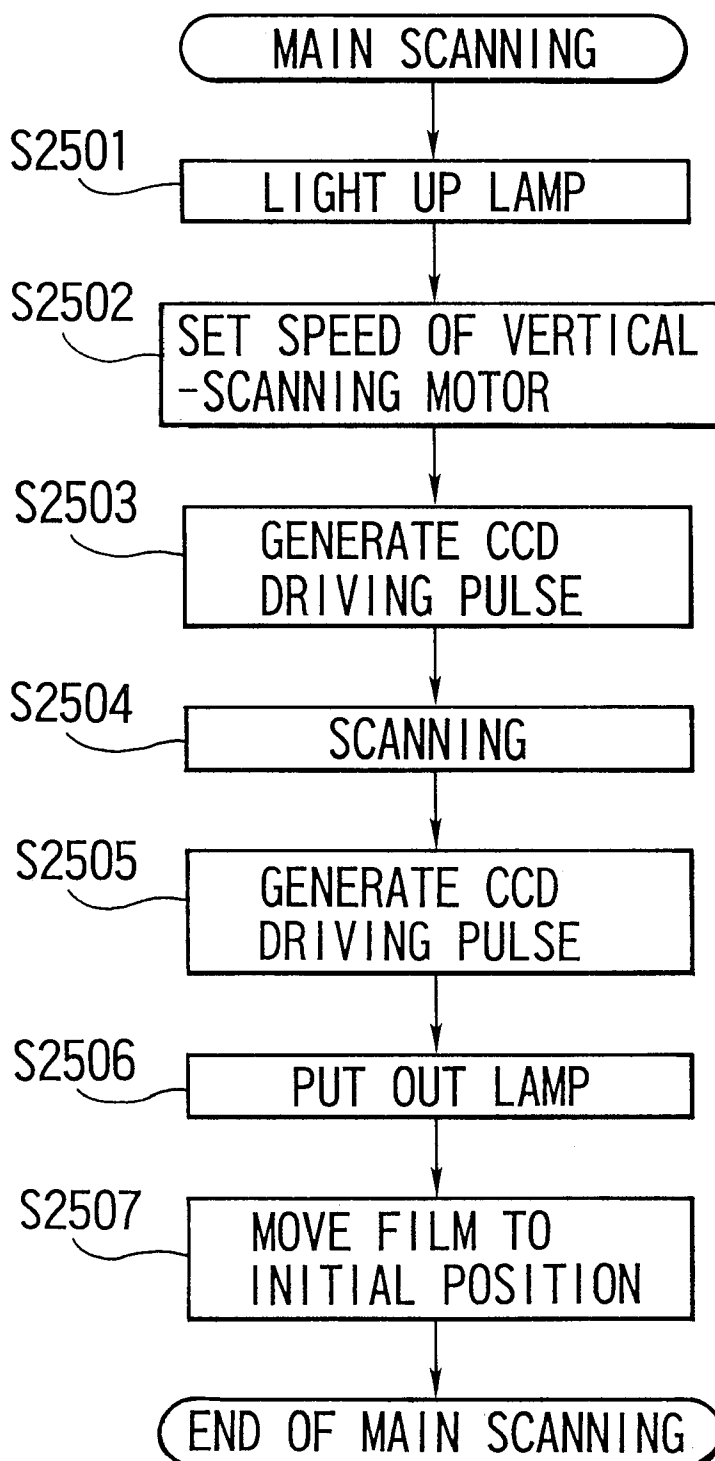 MAIN SCANNING
S2501
LIGHT UP LAMP
S2502
SET SPEED OF VERTICAL
-SCANNING MOTOR
S2503
GENERATE CCD
DRIVING PULSE
S2504
SCANNING
S2505
GENERATE CCD
DRIVING PULSE
S2506
PUT OUT LAMP
S2507
MOVE FILM TO
INITIAL POSITION
END OF MAIN SCANNING